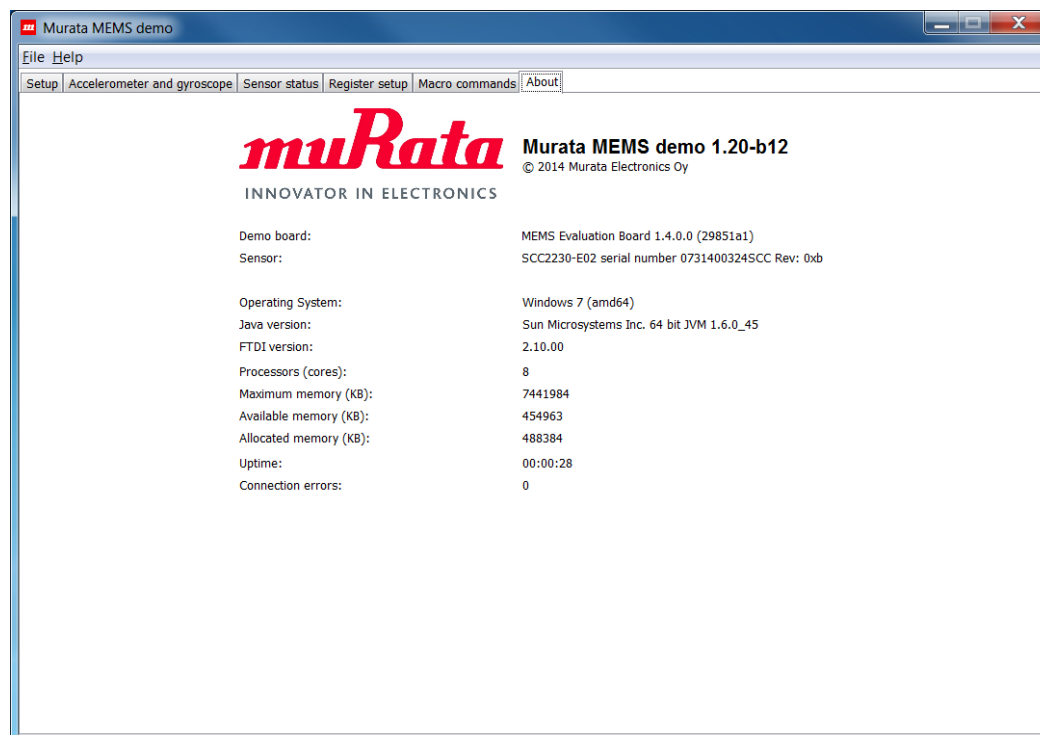 Murata MEMS demo
File Help
Setup Accelerometer and gyroscope Sensor status Register setup Macro commands About
muRata
INNOVATOR IN ELECTRONICS
Murata MEMS demo 1.20-b12
© 2014 Murata Electronics Oy
Demo board: MEMS Evaluation Board 1.4.0.0 (29851a1)
Sensor: SCC2230-E02 serial number 0731400324SCC Rev: 0xb
Operating System: Windows 7 (amd64)
Java version: Sun Microsystems Inc. 64 bit JVM 1.6.0_45
FTDI version: 2.10.00
Processors (cores): 8
Maximum memory (KB): 7441984
Available memory (KB): 454963
Allocated memory (KB): 488384
Uptime: 00:00:28
Connection errors: 0